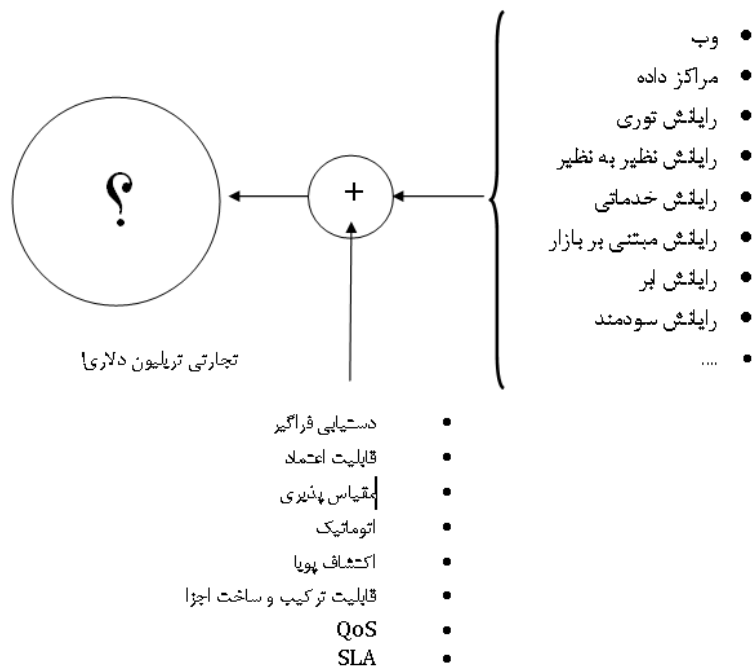 وب
مراکز داده
رایانش توری
رایانش نظیر به نظیر
رایانش خدماتی
رایانش مبتنی بر بازار
رایانش ابر
رایانش سودمند
....
+
؟
تجارتی تریلیون دلاری!
دستیابی فراگیر
قابلیت اعتماد
مقیاس پذیری
اتوماتیک
اکتشاف پویا
قابلیت ترکیب و ساخت اجزا
QoS
SLA